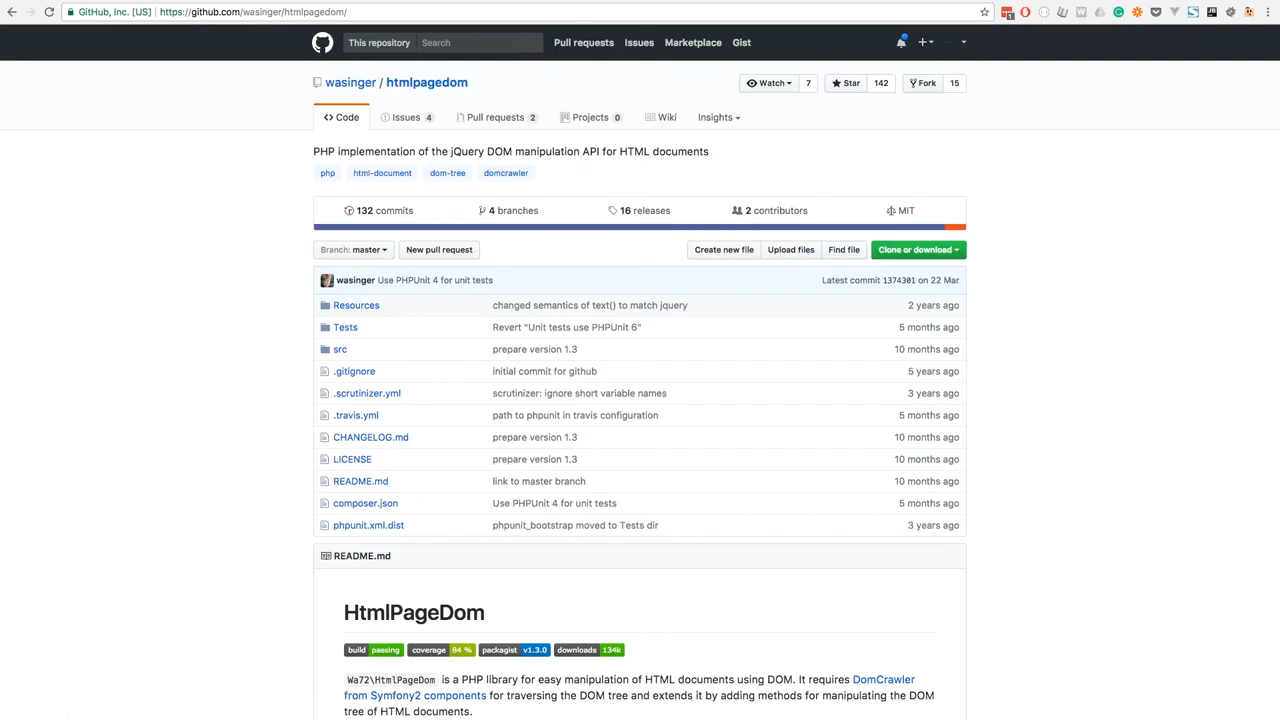 GitHub, Inc. [US] | https://github.com/wasinger/htmlpagedom/
This repository Search Pull requests Issues Marketplace Gist
wasinger / htmlpagedom Watch 7 Star 142 Fork 15
Code Issues 4 Pull requests 2 Projects 0 Wiki Insights
PHP implementation of the jQuery DOM manipulation API for HTML documents
php html-document dom-tree domcrawler
132 commits 4 branches 16 releases 2 contributors MIT
Branch: master New pull request Create new file Upload files Find file Clone or download
wasinger Use PHPUnit 4 for unit tests Latest commit 1374301 on 22 Mar
Resources changed semantics of text() to match jquery 2 years ago
Tests Revert "Unit tests use PHPUnit 6" 5 months ago
src prepare version 1.3 10 months ago
.gitignore initial commit for github 5 years ago
.scrutinizer.yml scrutinizer: ignore short variable names 3 years ago
.travis.yml path to phpunit in travis configuration 5 months ago
CHANGELOG.md prepare version 1.3 10 months ago
LICENSE prepare version 1.3 10 months ago
README.md link to master branch 10 months ago
composer.json Use PHPUnit 4 for unit tests 5 months ago
phpunit.xml.dist phpunit_bootstrap moved to Tests dir 3 years ago
README.md
HtmlPageDom
build passing coverage 84 % packagist v1.3.0 downloads 134k
Wa72\HtmlPageDom is a PHP library for easy manipulation of HTML documents using DOM. It requires DomCrawler
from Symfony2 components for traversing the DOM tree and extends it by adding methods for manipulating the DOM
tree of HTML documents.